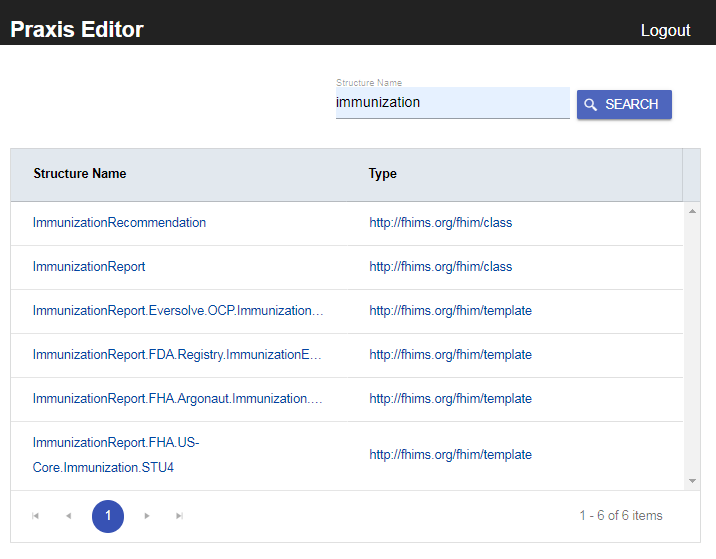 Praxis Editor
Logout
Structure Name
immunization
SEARCH
Structure Name Type
ImmunizationRecommendation http://fhims.org/fhim/class
ImmunizationReport http://fhims.org/fhim/class
ImmunizationReport.Eversolve.OCP.Immunization... http://fhims.org/fhim/template
ImmunizationReport.FDA.Registry.ImmunizationE... http://fhims.org/fhim/template
ImmunizationReport.FHA.Argonaut.Immunization.... http://fhims.org/fhim/template
ImmunizationReport.FHA.US-
Core.Immunization.STU4 http://fhims.org/fhim/template
1
1 - 6 of 6 items